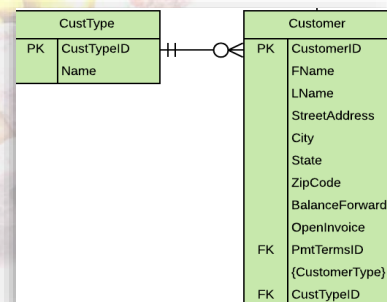 CustType
PK CustTypeID
Name
Customer
PK CustomerID
FName
LName
StreetAddress
City
State
ZipCode
BalanceForward
OpenInvoice
FK PmtTermsID
{CustomerType}
FK CustTypeID